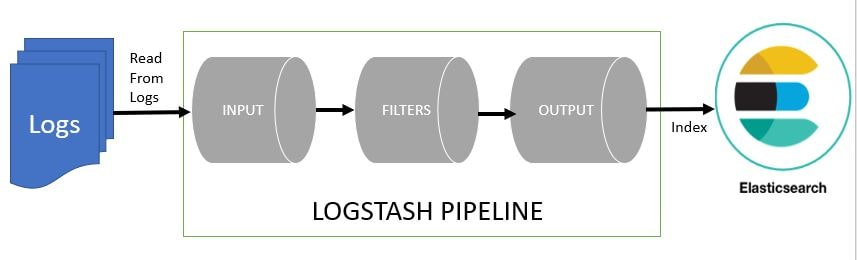 Logs
Read
From
Logs
INPUT
FILTERS
OUTPUT
LOGSTASH PIPELINE
Index
Elasticsearch